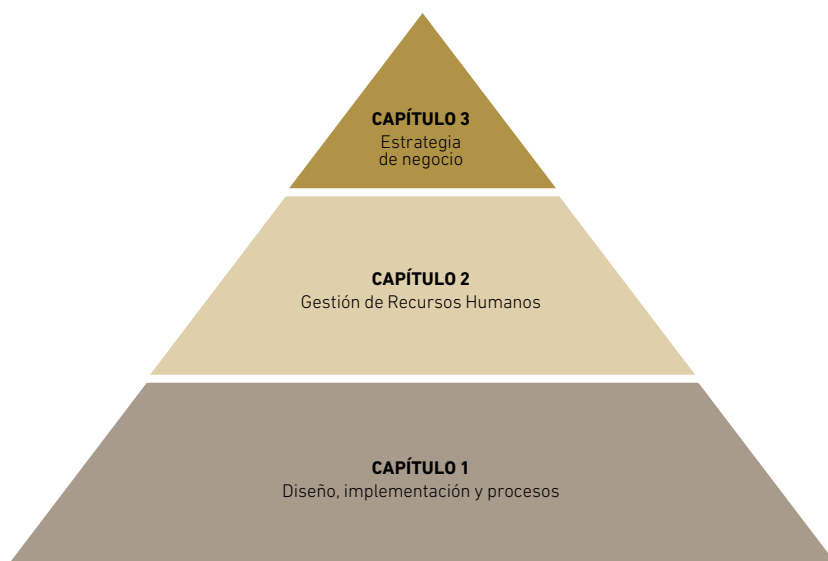 CAPÍTULO 3
Estrategia
de negocio
CAPÍTULO 2
Gestión de Recursos Humanos
CAPÍTULO 1
Diseño, implementación y procesos